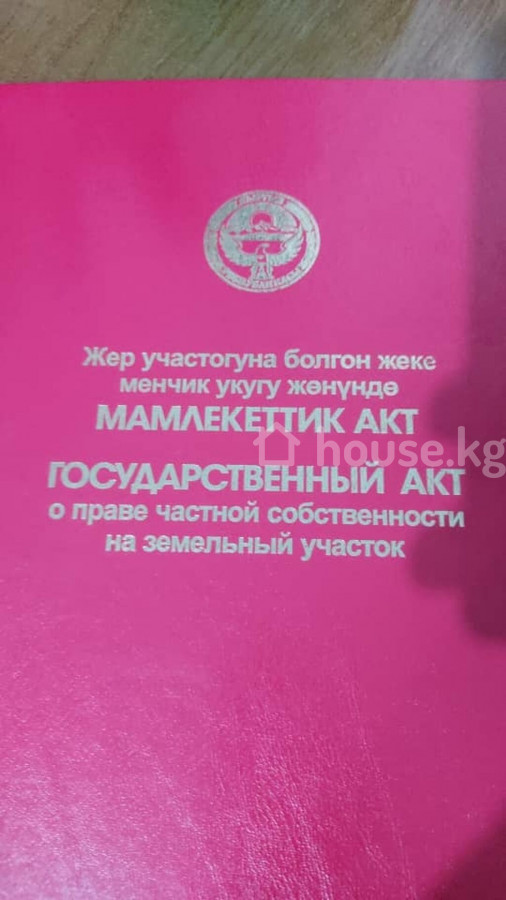 Жер участогуна болгон жеке
менчик укугу жөнүндө
МАМЛЕКЕТТИК АКТ
house.kg
ГОСУДАРСТВЕННЫЙ АКТ
о праве частной собственности
на земельный участок